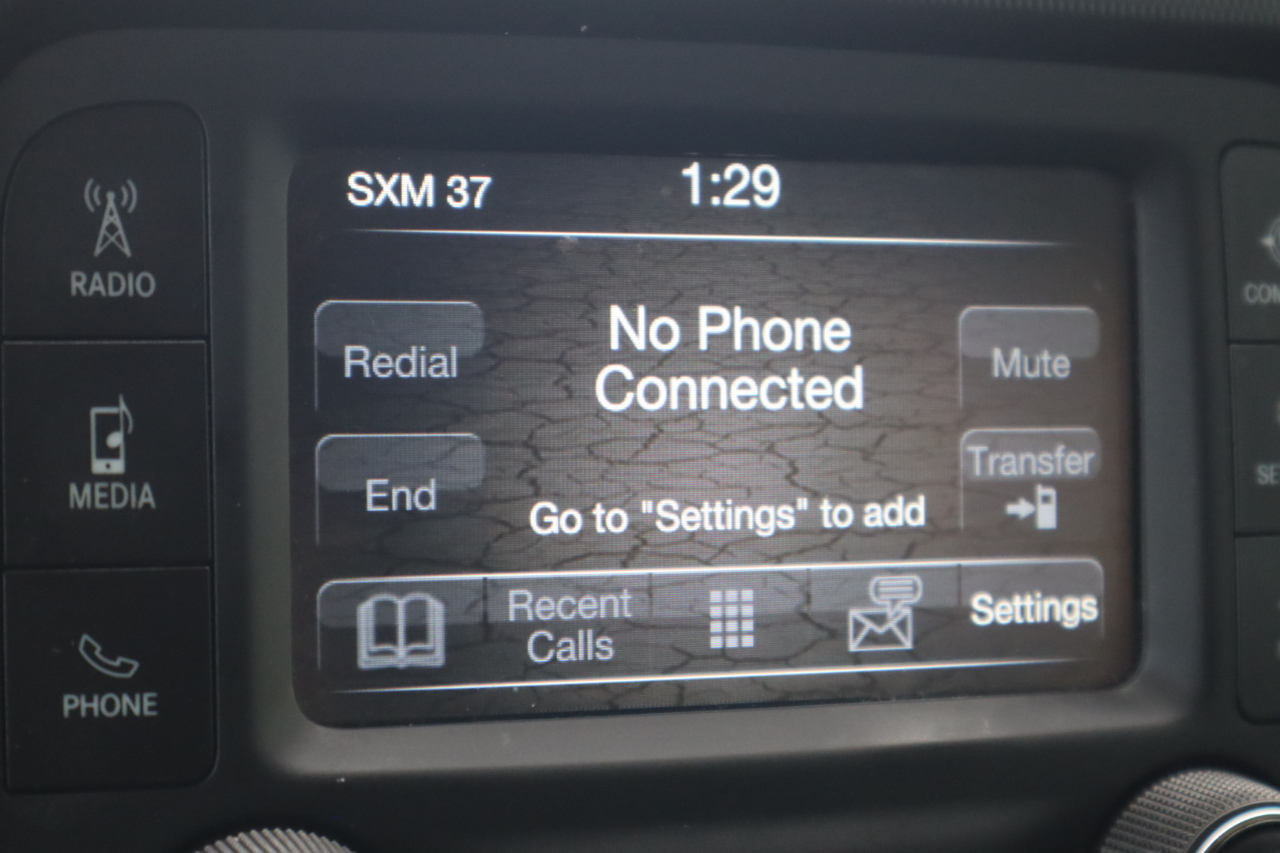 SXM 37
1:29
RADIO
Redial
No Phone
Connected
Mute
MEDIA
End
Go to "Settings" to add
Transfer
PHONE
Recent
Calls
Settings